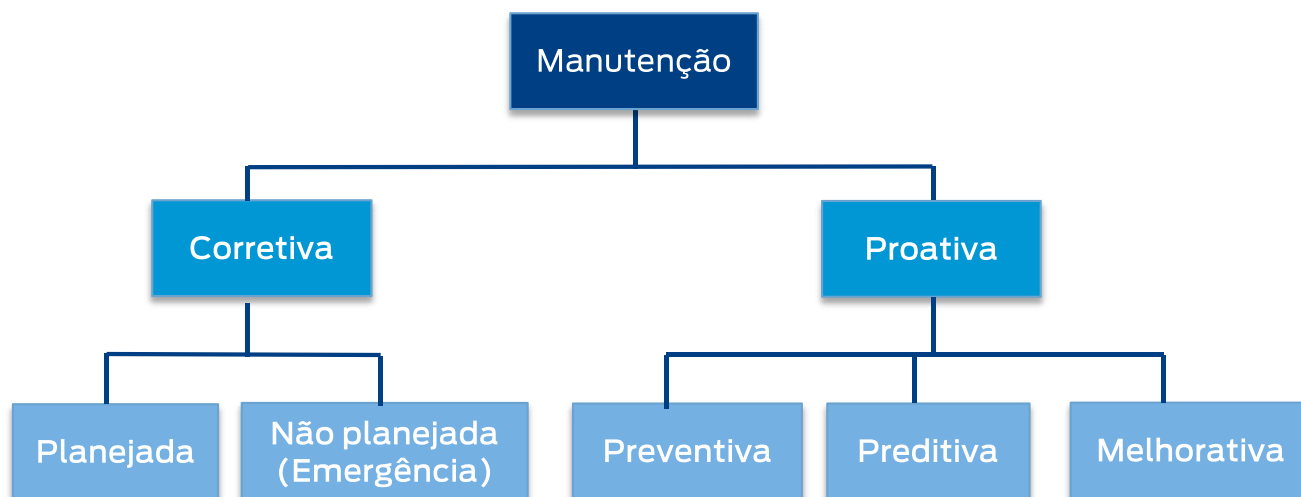 Manutenção
Corretiva
Proativa
Planejada
Não planejada
(Emergência)
Preventiva
Preditiva
Melhorativa